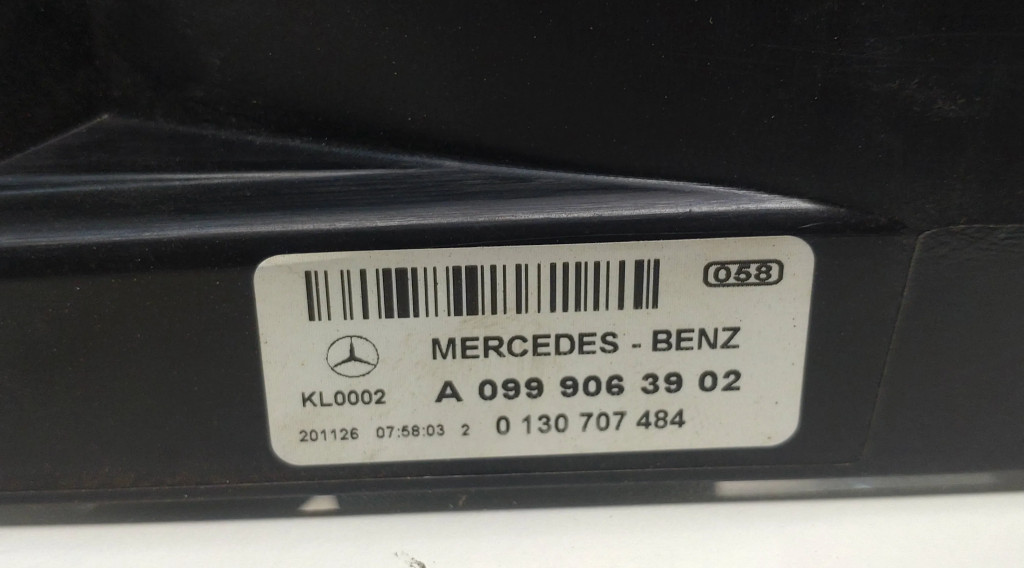 058
MERCEDES - BENZ
KL0002
A 099 906 39 02
201126 07:58:03 2
0 130 707 484